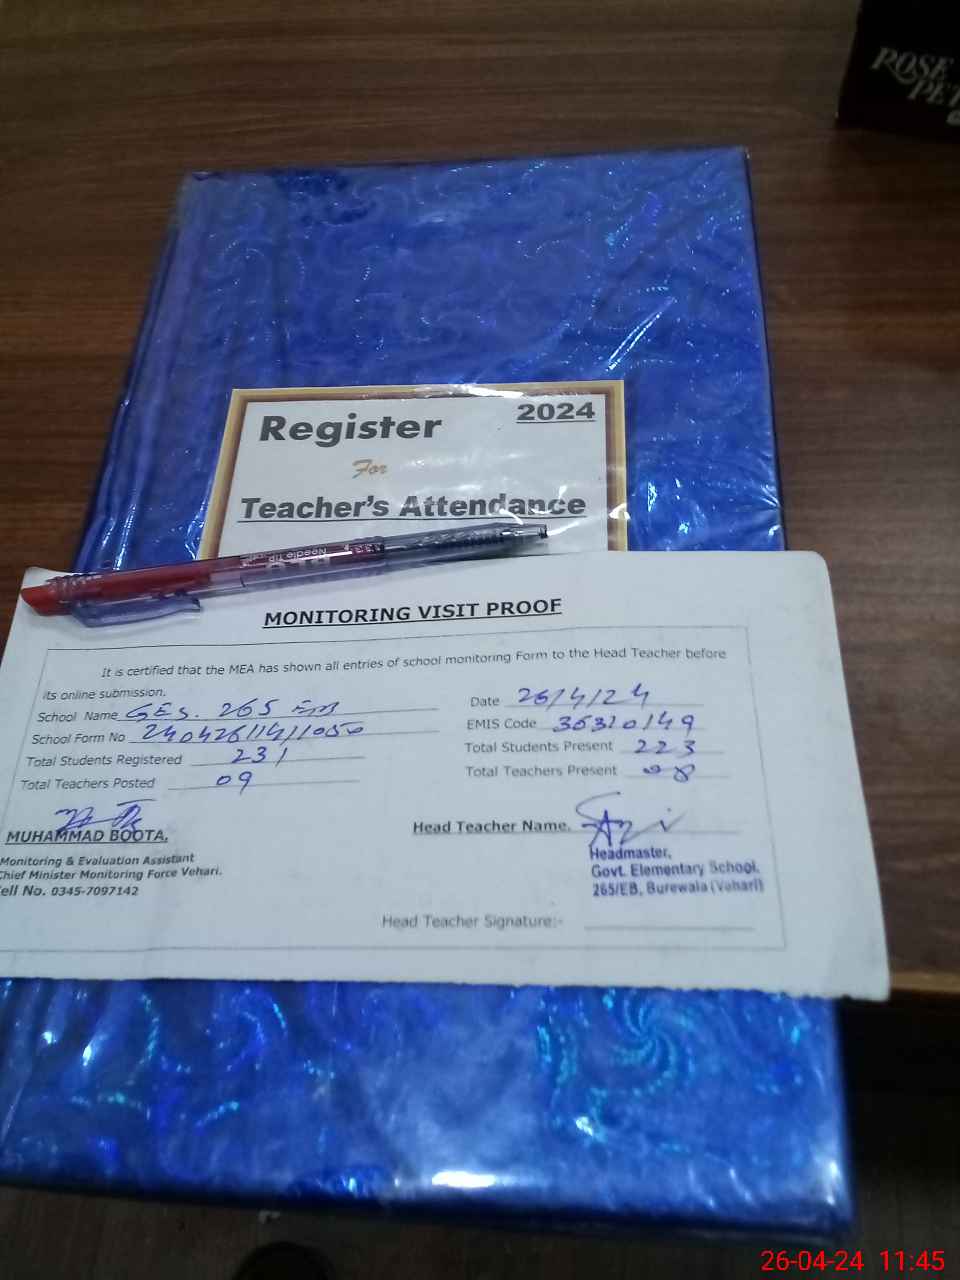 ROSE
PET
Register
2024
For
Teacher's Attendance
Needle Tip
MONITORING VISIT PROOF
It is certified that the MEA has shown all entries of school monitoring Form to the Head Teacher before
its online submission.
School Name GES. 265 EB
Date 26/4/24
School Form No
EMIS Code 36320149
Total Students Registered 231
Total Students Present 223
Total Teachers Posted 09
Total Teachers Present 08
MUHAMMAD BOOTA.
Head Teacher Name.
Monitoring & Evaluation Assistant
Chief Minister Monitoring Force Vehari.
Cell No. 0345-7097142
Headmaster,
Govt. Elementary School,
265/EB, Burewala (Vehari)
Head Teacher Signature:-
26-04-24 11:45